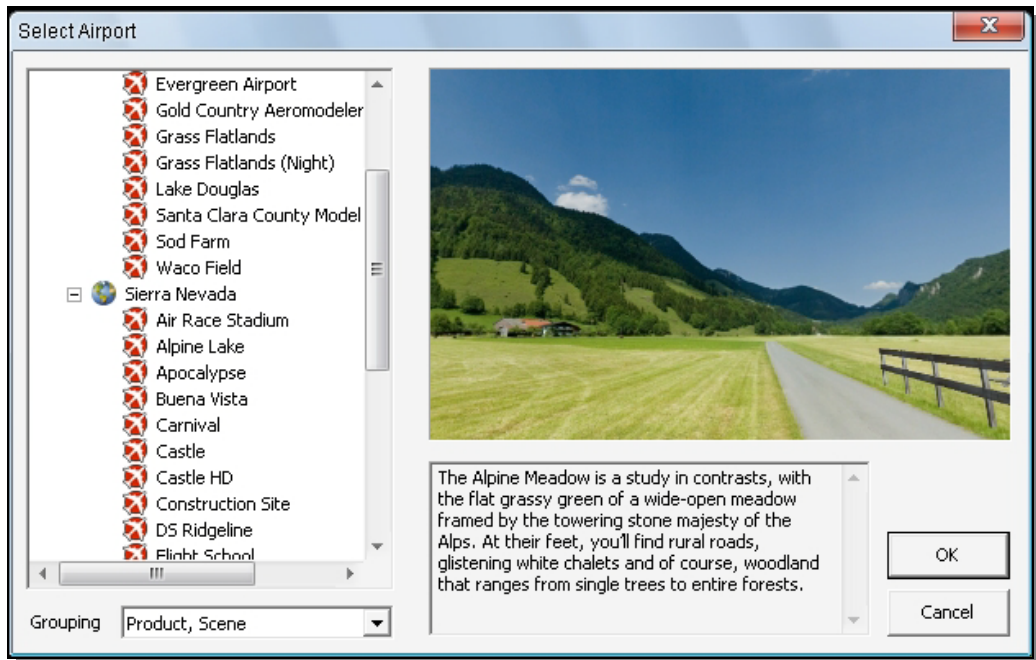 Select Airport
Evergreen Airport
Gold Country Aeromodeler
Grass Flatlands
Grass Flatlands (Night)
Lake Douglas
Santa Clara County Model
Sod Farm
Waco Field
Sierra Nevada
Air Race Stadium
Alpine Lake
Apocalypse
Buena Vista
Carnival
Castle
Castle HD
Construction Site
DS Ridgeline
Flight School
Grouping
Product, Scene
The Alpine Meadow is a study in contrasts, with
the flat grassy green of a wide-open meadow
framed by the towering stone majesty of the
Alps. At their feet, you'll find rural roads,
glistening white chalets and of course, woodland
that ranges from single trees to entire forests.
OK
Cancel